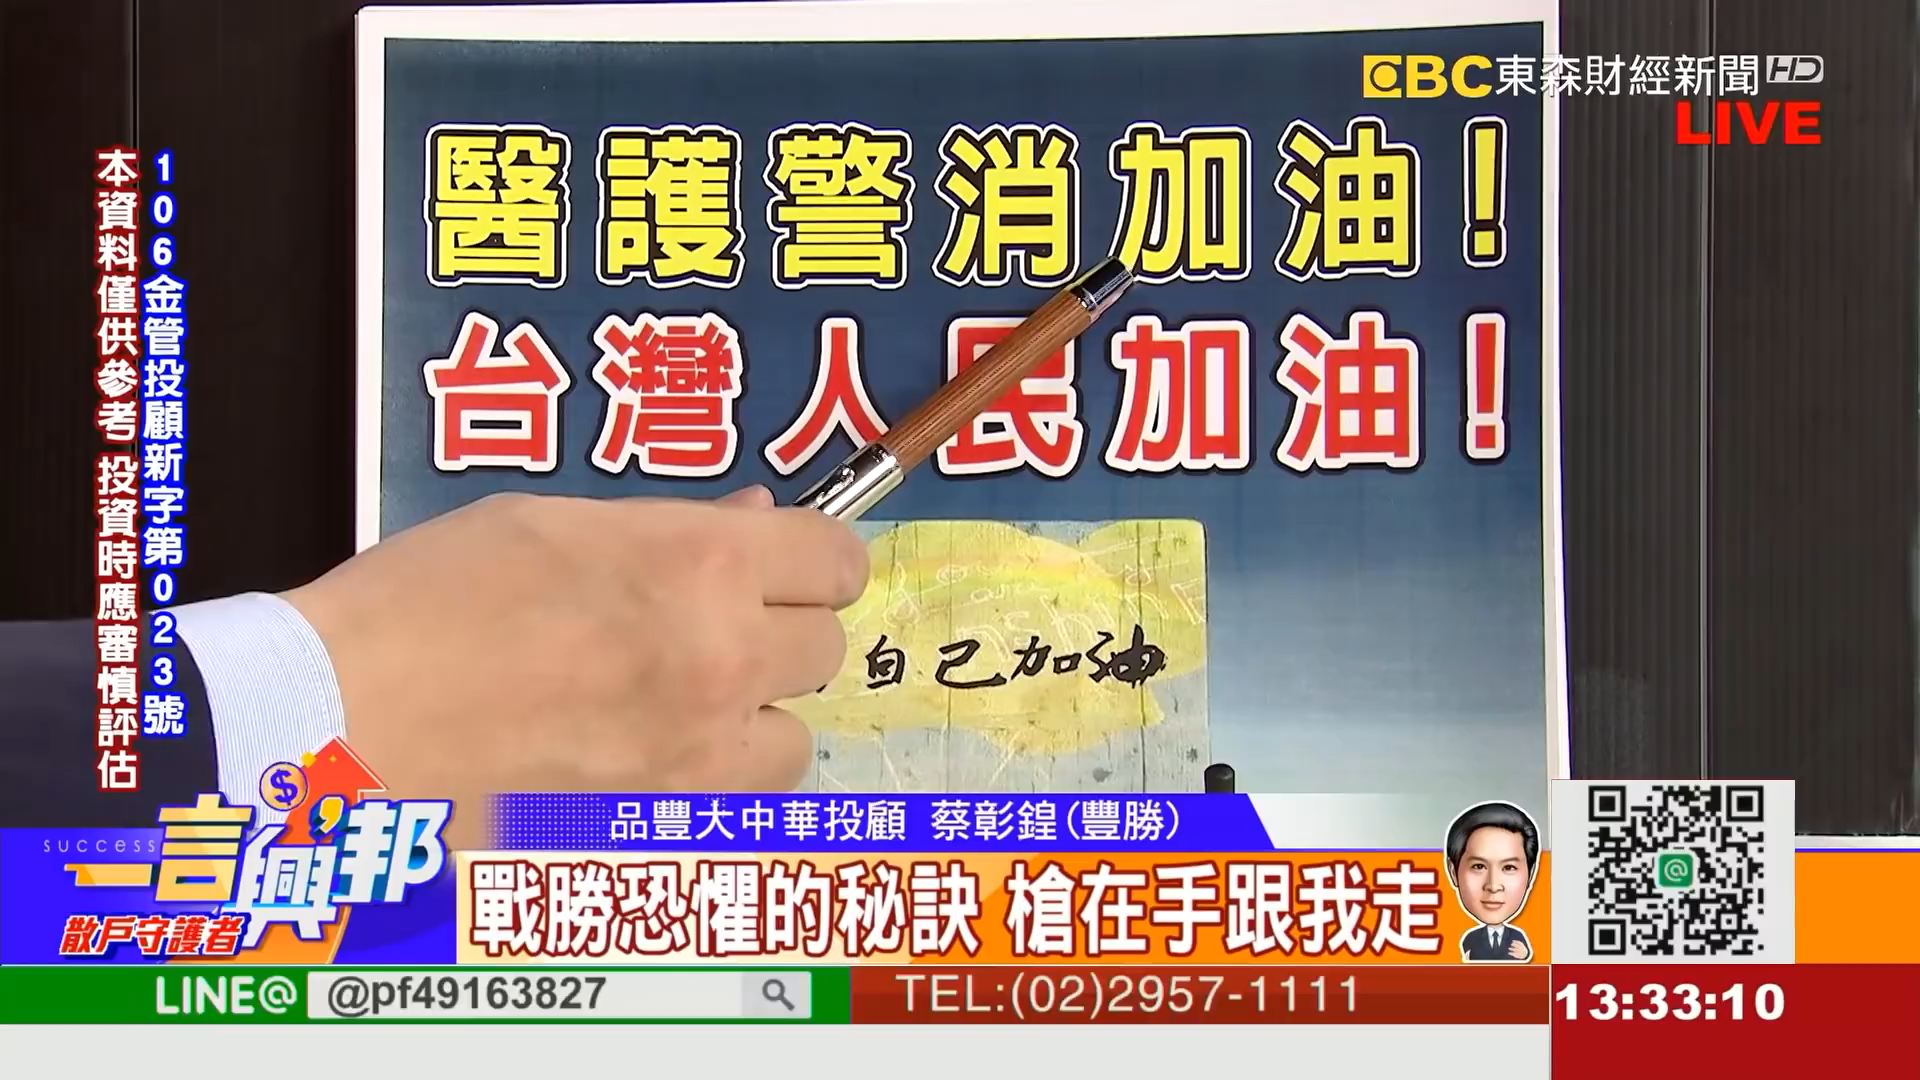 EBC東森財經新聞HD
LIVE
醫護警消加油！
台灣人民加油！
自己加油
106金管投顧新字第023號
本資料僅供參考 投資時應審慎評估
success
一言興邦
散戶守護者
品豐大中華投顧 蔡彰鍠(豐勝)
戰勝恐懼的秘訣 槍在手跟我走
LINE@ @pf49163827
TEL:(02)2957-1111
13:33:10